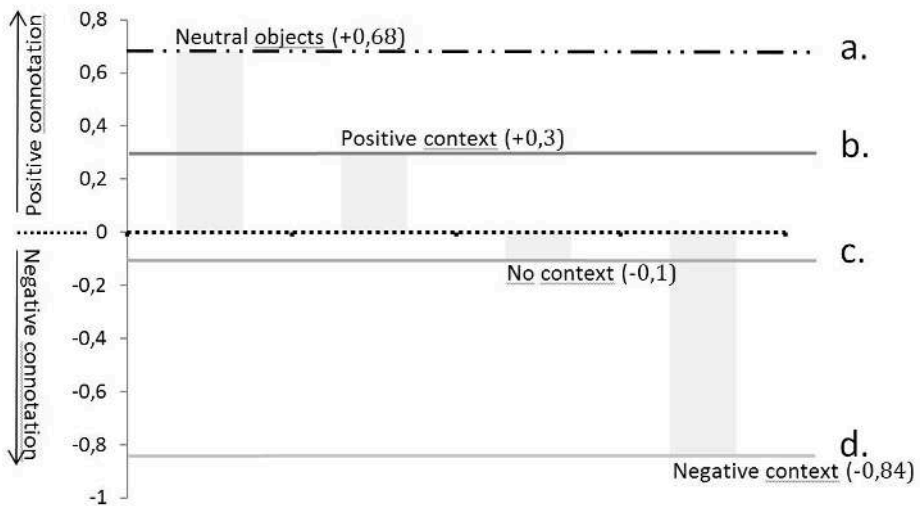 Positive connotation
Negative connotation
0,8
0,6
0,4
0,2
0
-0,2
-0,4
-0,6
-0,8
-1
Neutral objects (+0,68)
a.
Positive context (+0,3)
b.
c.
No context (-0,1)
d.
Negative context (-0,84)